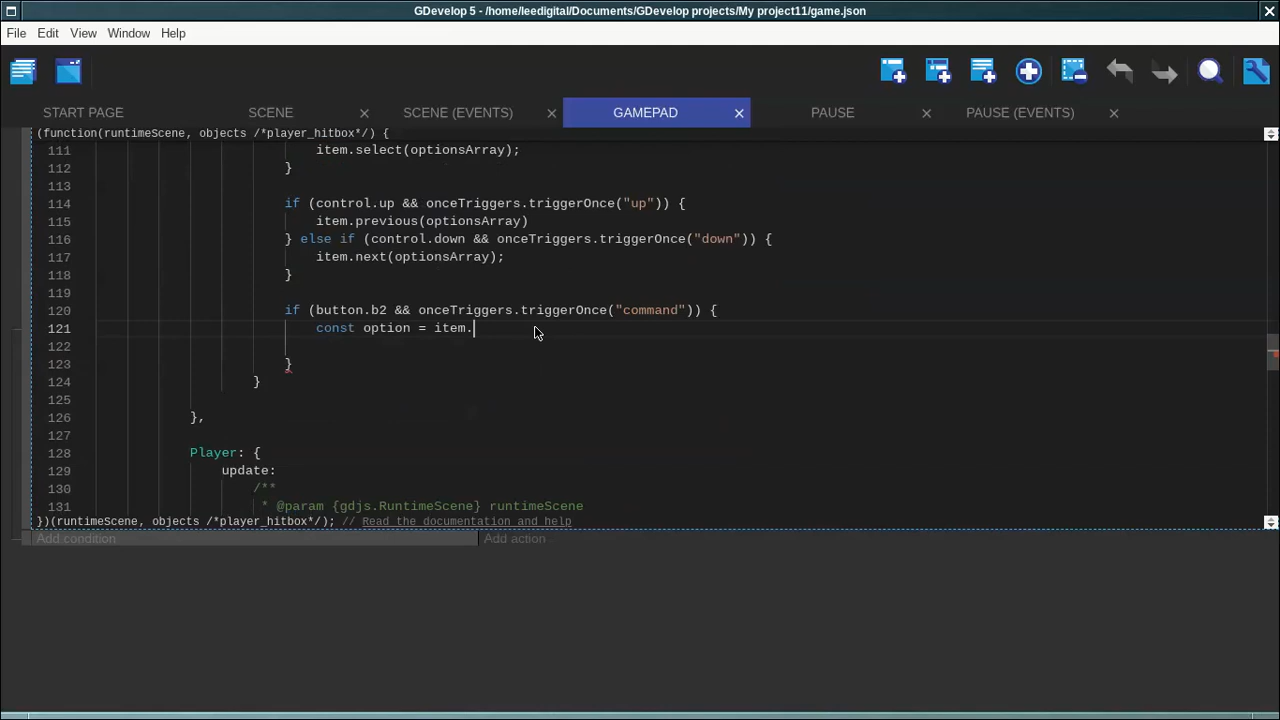 GDevelop 5 - /home/leedigital/Documents/GDevelop projects/My project11/game.json
File Edit View Window Help
START PAGE SCENE SCENE (EVENTS) GAMEPAD PAUSE PAUSE (EVENTS)
(function(runtimeScene, objects /*player_hitbox*/) {
111 item.select(optionsArray);
112 }
113
114 if (control.up && onceTriggers.triggerOnce("up")) {
115 item.previous(optionsArray)
116 } else if (control.down && onceTriggers.triggerOnce("down")) {
117 item.next(optionsArray);
118 }
119
120 if (button.b2 && onceTriggers.triggerOnce("command")) {
121 const option = item.
122
123 }
124 }
125
126 },
127
128 Player: {
129 update:
130 /**
131 * @param {gdjs.RuntimeScene} runtimeScene
})(runtimeScene, objects /*player_hitbox*/); // Read the documentation and help
Add condition Add action